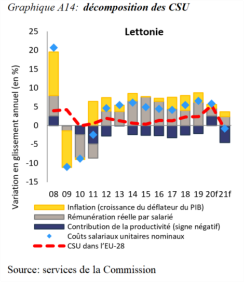 Graphique A14: décomposition des CSU
Lettonie
Variation en glissement annuel (en %)
25
20
15
10
5
0
-5
-10
-15
08 09 10 11 12 13 14 15 16 17 18 19 20f 21f
Inflation (croissance du déflateur du PIB)
Rémunération réelle par salarié
Contribution de la productivité (signe négatif)
Coûts salariaux unitaires nominaux
CSU dans l'EU-28
Source: services de la Commission